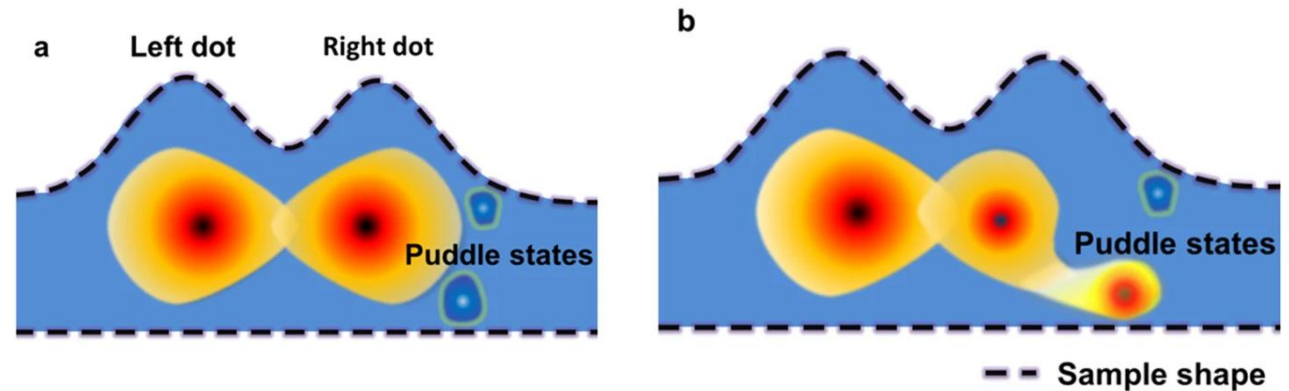 a
Left dot
Right dot
Puddle states
b
Puddle states
Sample shape